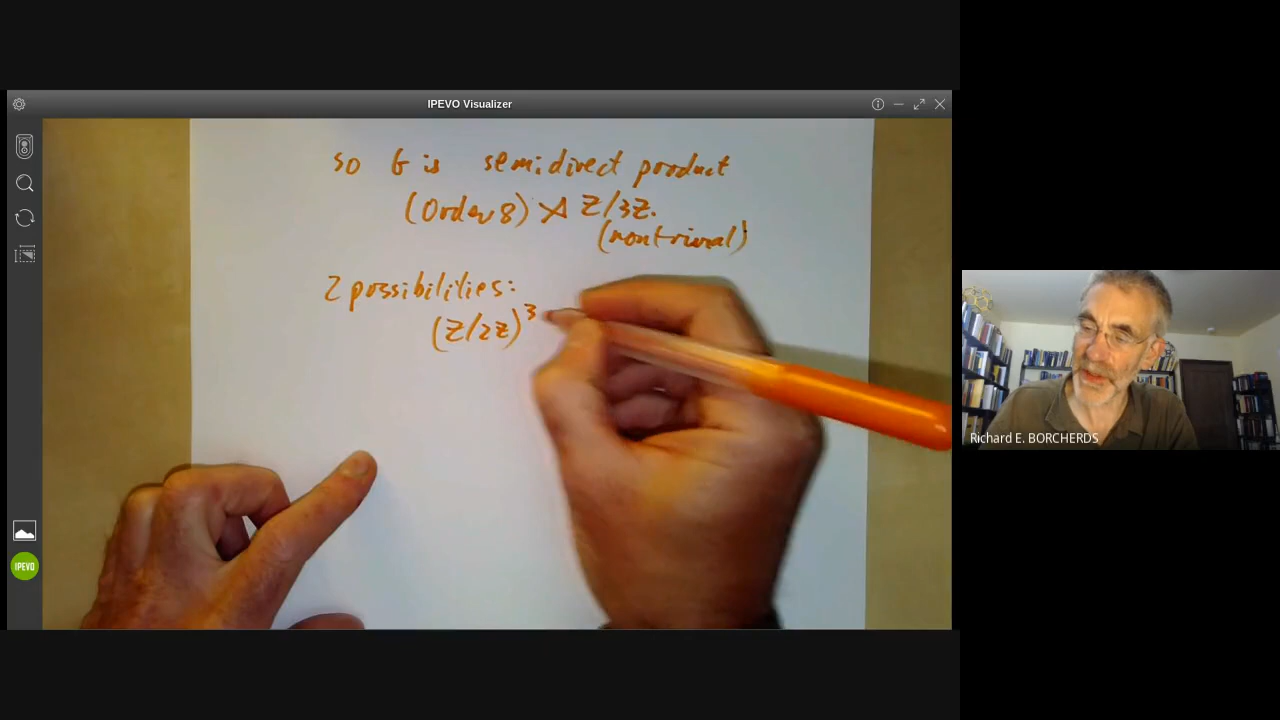 IPEVO Visualizer
so G is semidirect product
(Order 8) ⋊ Z/3Z.
(nontrivial)
2 possibilities:
(Z/2Z)³
Richard E. BORCHERDS
IPEVO